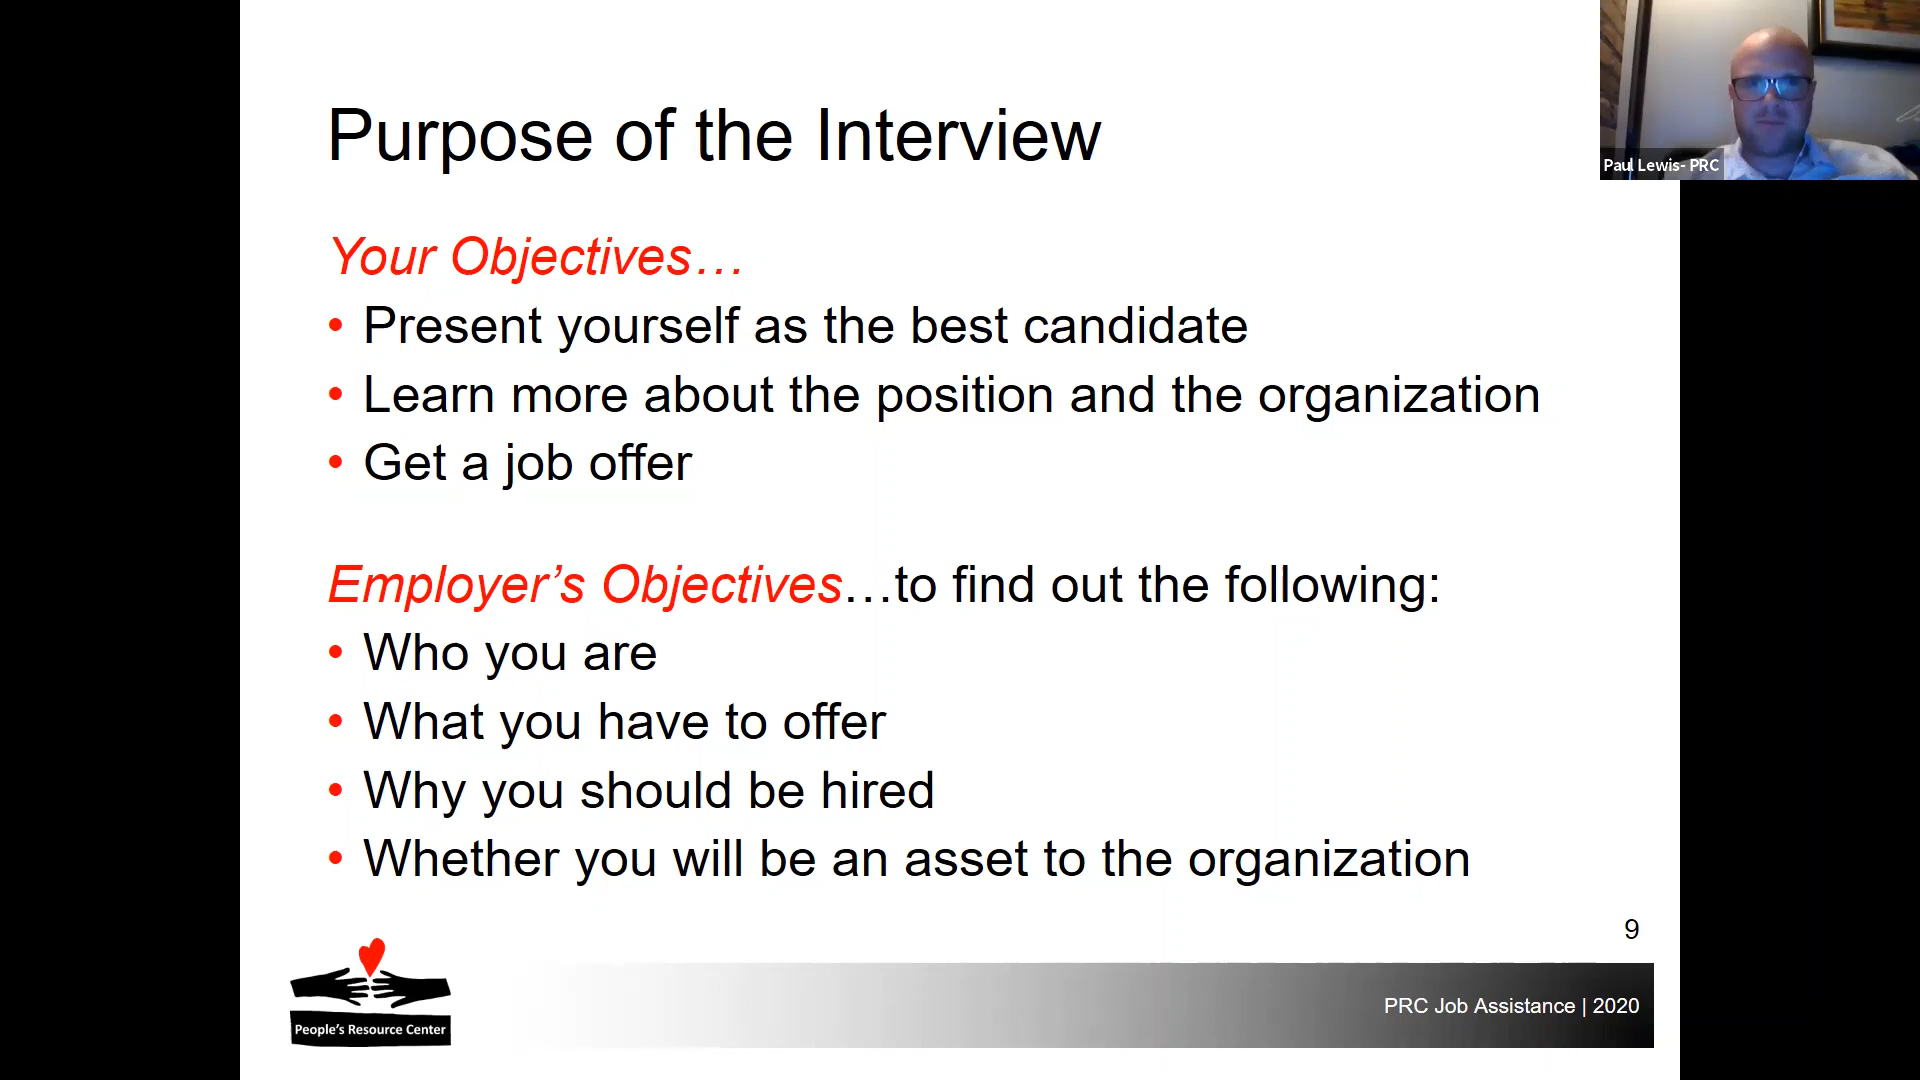 Purpose of the Interview
Your Objectives…
• Present yourself as the best candidate
• Learn more about the position and the organization
• Get a job offer
Employer’s Objectives…to find out the following:
• Who you are
• What you have to offer
• Why you should be hired
• Whether you will be an asset to the organization
9
PRC Job Assistance | 2020
People’s Resource Center
Paul Lewis- PRC